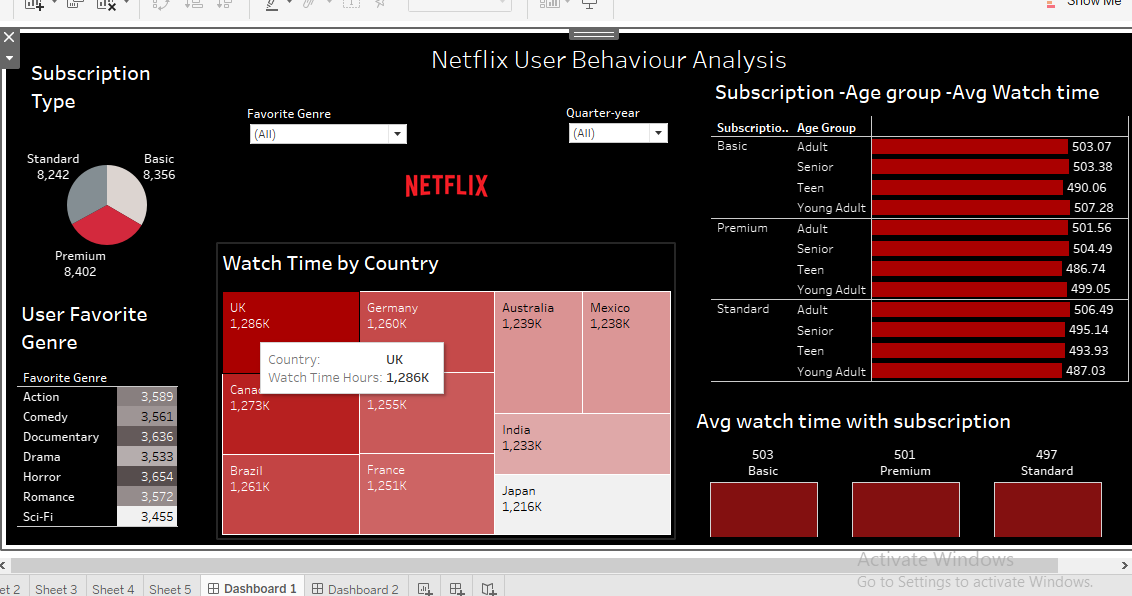 Show Me
Netflix User Behaviour Analysis
Subscription
Type
Standard
8,242
Basic
8,356
Premium
8,402
Favorite Genre
(All)
Quarter-year
(All)
NETFLIX
User Favorite
Genre
Favorite Genre
Action 3,589
Comedy 3,561
Documentary 3,636
Drama 3,533
Horror 3,654
Romance 3,572
Sci-Fi 3,455
Watch Time by Country
UK
1,286K
Germany
1,260K
Australia
1,239K
Mexico
1,238K
Country: UK
Watch Time Hours: 1,286K
1,273K
1,255K
Brazil
1,261K
France
1,251K
India
1,233K
Japan
1,216K
Subscription -Age group -Avg Watch time
Subscriptio.. Age Group
Basic Adult 503.07
Senior 503.38
Teen 490.06
Young Adult 507.28
Premium Adult 501.56
Senior 504.49
Teen 486.74
Young Adult 499.05
Standard Adult 506.49
Senior 495.14
Teen 493.93
Young Adult 487.03
Avg watch time with subscription
503
Basic
501
Premium
497
Standard
Activate Windows
Go to Settings to activate Windows.
et 2 Sheet 3 Sheet 4 Sheet 5 Dashboard 1 Dashboard 2